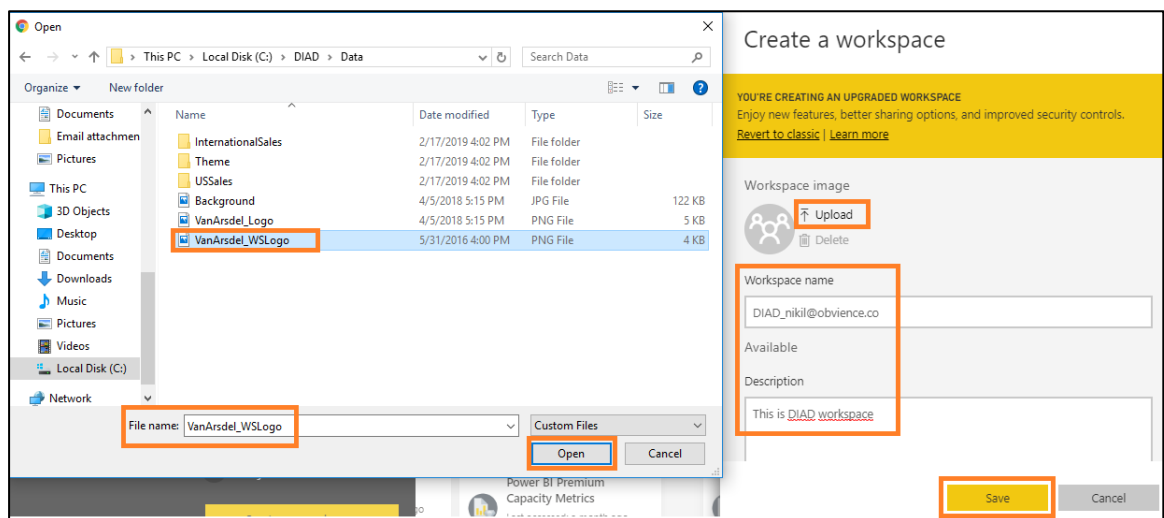 Open
This PC > Local Disk (C:) > DIAD > Data
Search Data
Organize
New folder
Documents
Email attachmen
Pictures
This PC
3D Objects
Desktop
Documents
Downloads
Music
Pictures
Videos
Local Disk (C:)
Network
Name Date modified Type Size
InternationalSales 2/17/2019 4:02 PM File folder
Theme 2/17/2019 4:02 PM File folder
USSales 2/17/2019 4:02 PM File folder
Background 4/5/2018 5:15 PM JPG File 122 KB
VanArsdel_Logo 4/5/2018 5:15 PM PNG File 5 KB
VanArsdel_WSLogo 5/31/2016 4:00 PM PNG File 4 KB
File name: VanArsdel_WSLogo
Custom Files
Open Cancel
Power BI Premium
Capacity Metrics
Create a workspace
YOU'RE CREATING AN UPGRADED WORKSPACE
Enjoy new features, better sharing options, and improved security controls.
Revert to classic | Learn more
Workspace image
Upload
Delete
Workspace name
DIAD_nikil@obvience.co
Available
Description
This is DIAD workspace
Save Cancel